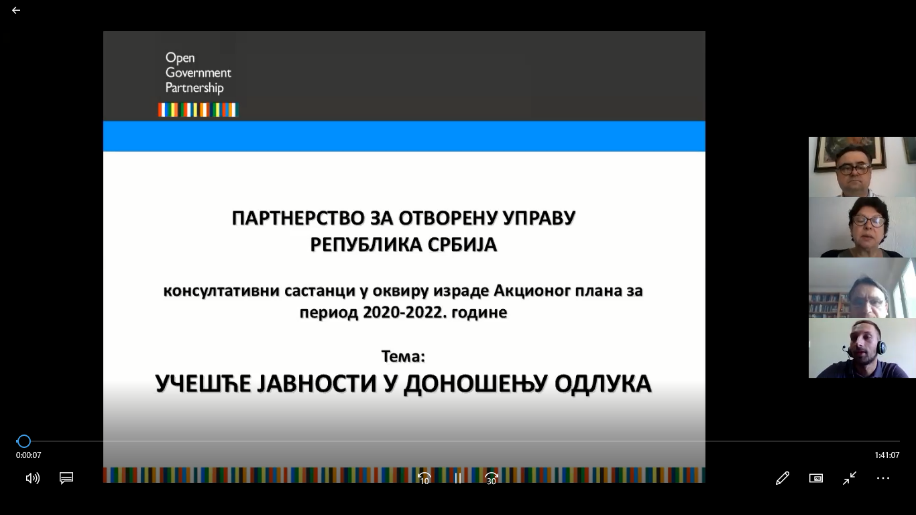 Open
Government
Partnership
ПАРТНЕРСТВО ЗА ОТВОРЕНУ УПРАВУ
РЕПУБЛИКА СРБИЈА
консултативни састанци у оквиру израде Акционог плана за
период 2020-2022. године
Тема:
УЧЕШЋЕ ЈАВНОСТИ У ДОНОШЕЊУ ОДЛУКА
0:00:07
1:41:07
10
30